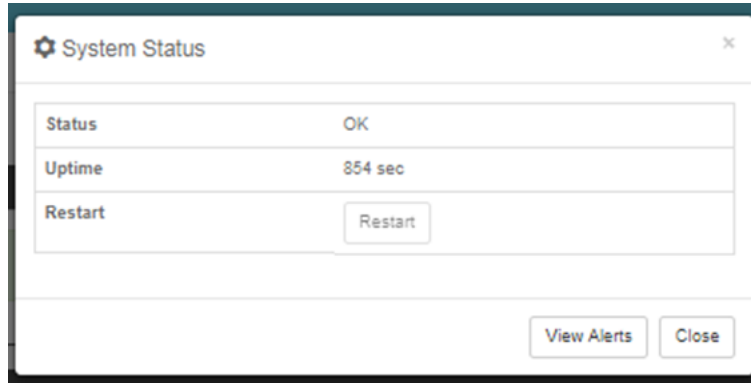 System Status
×
Status OK
Uptime 854 sec
Restart Restart
View Alerts Close